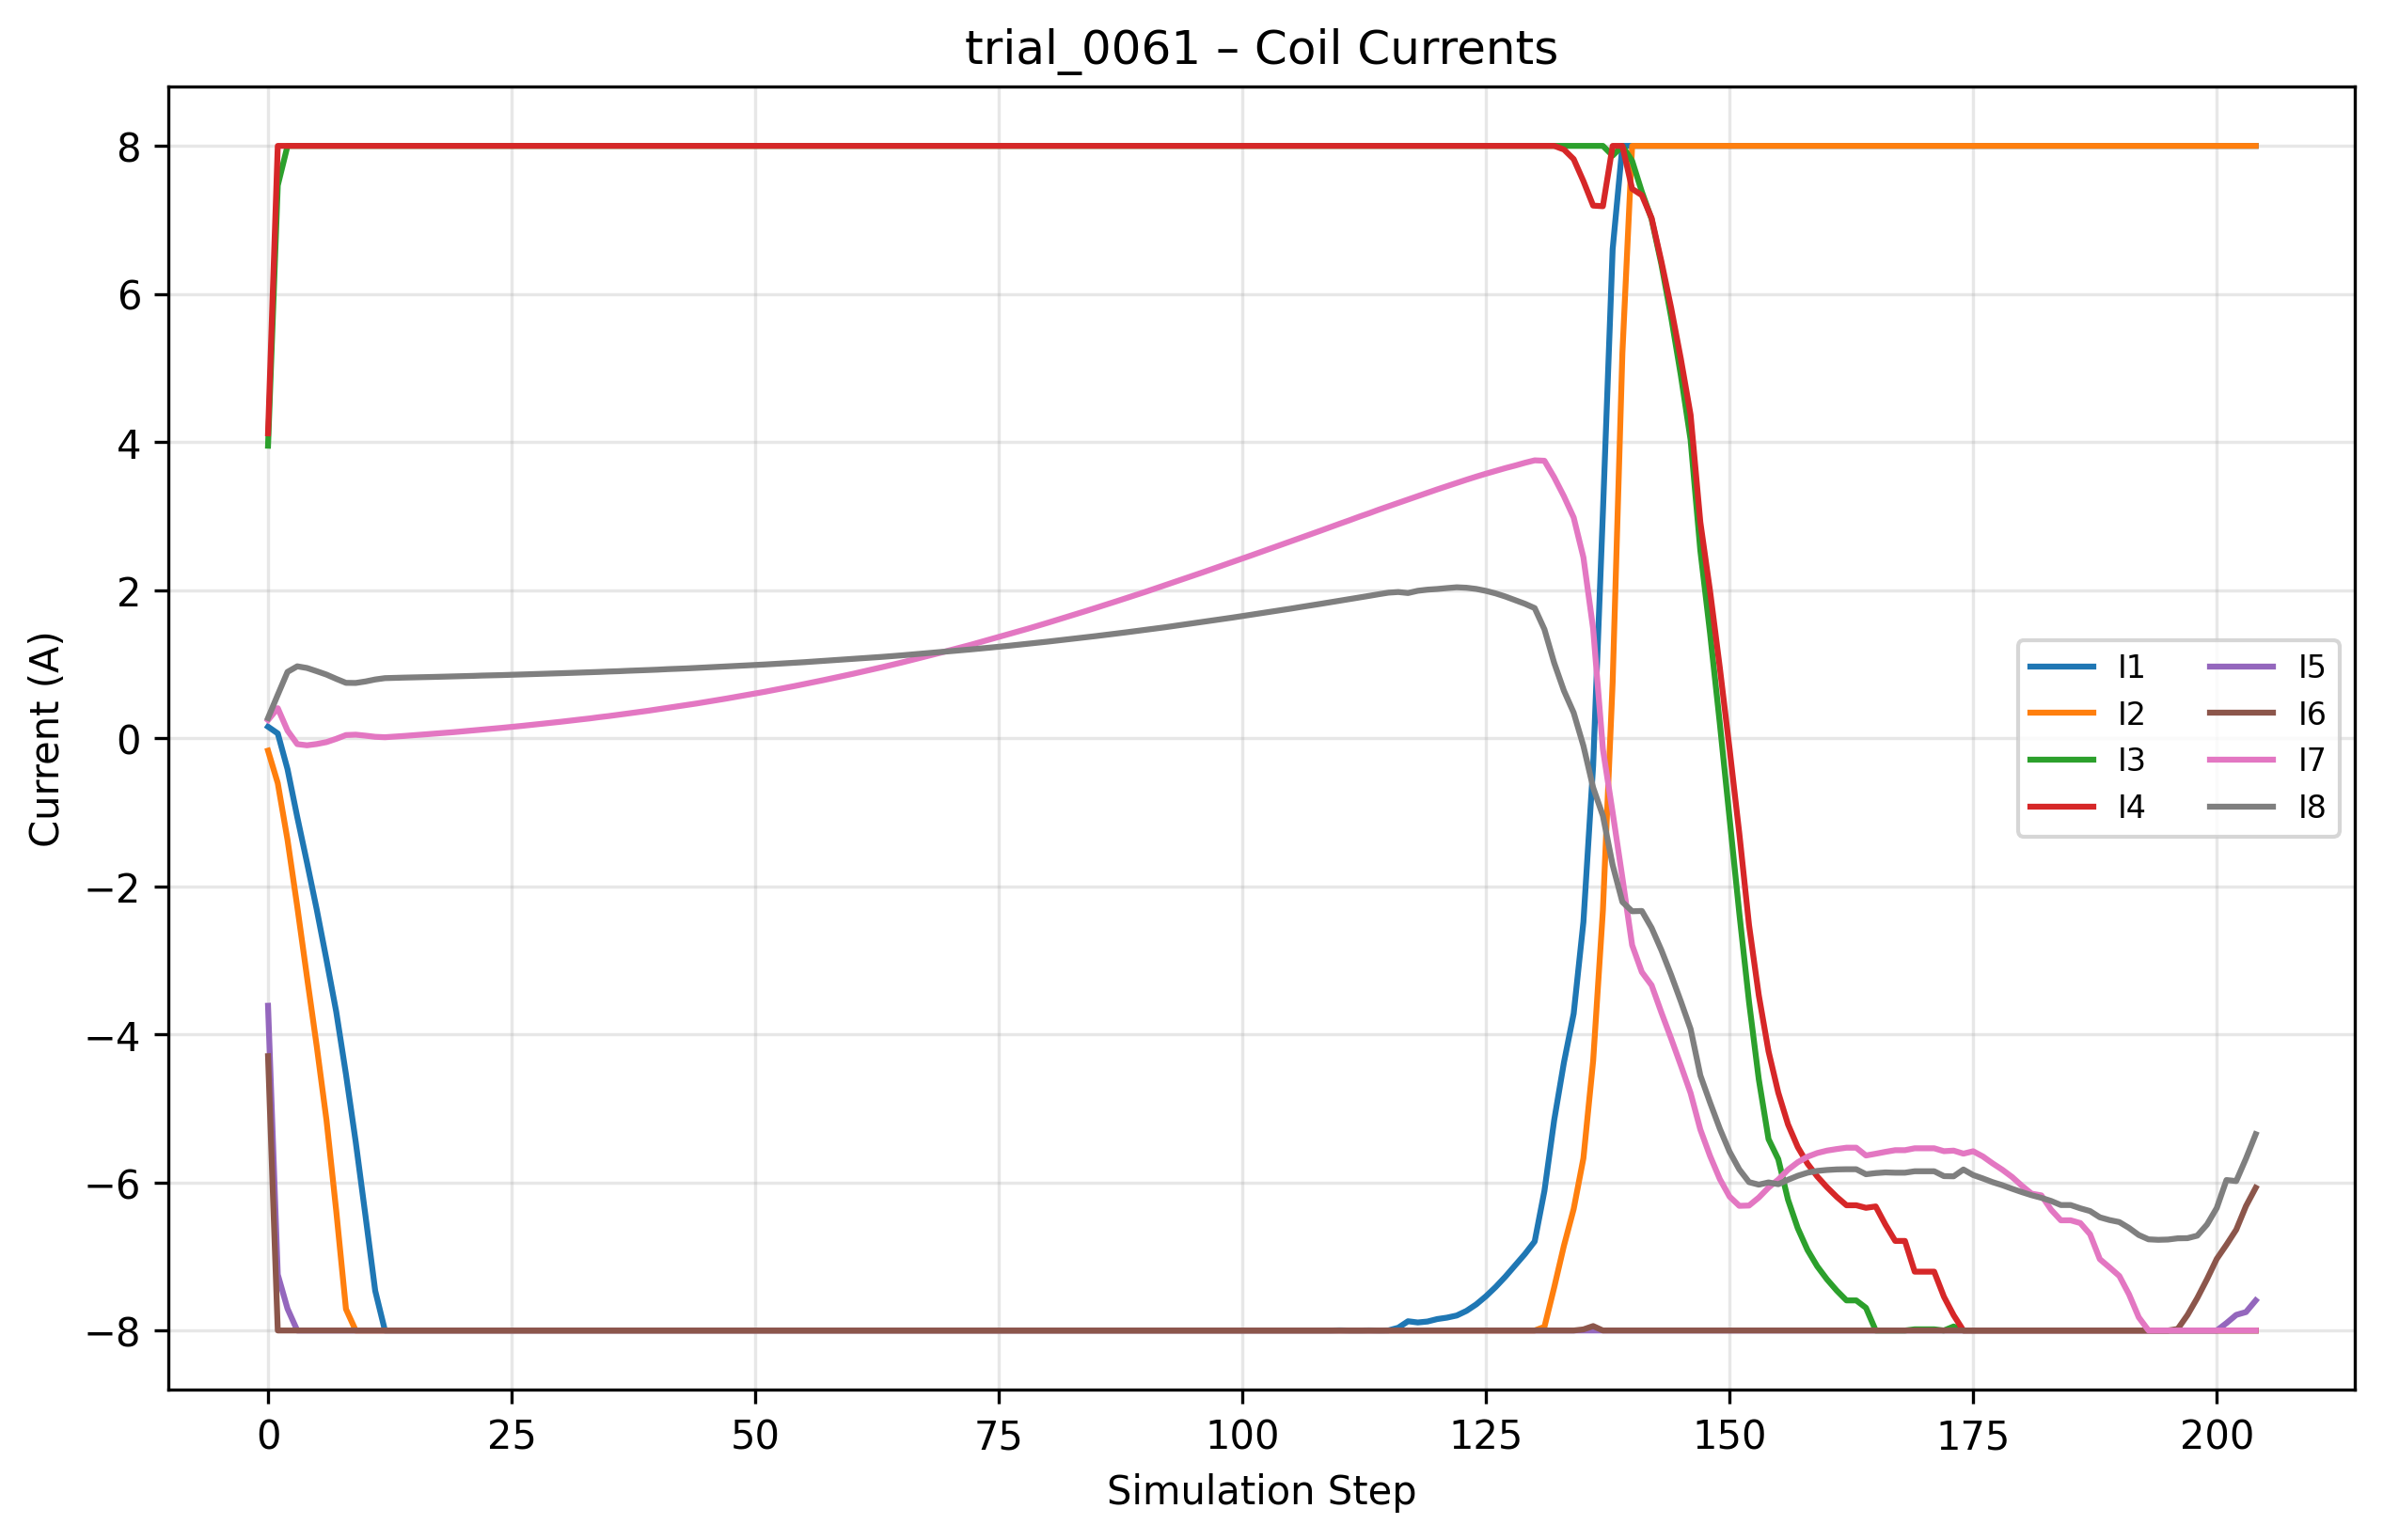 trial_0061 – Coil Currents
Current (A)
8
6
4
2
0
−2
−4
−6
−8
I1
I2
I3
I4
I5
I6
I7
I8
0 25 50 75 100 125 150 175 200
Simulation Step